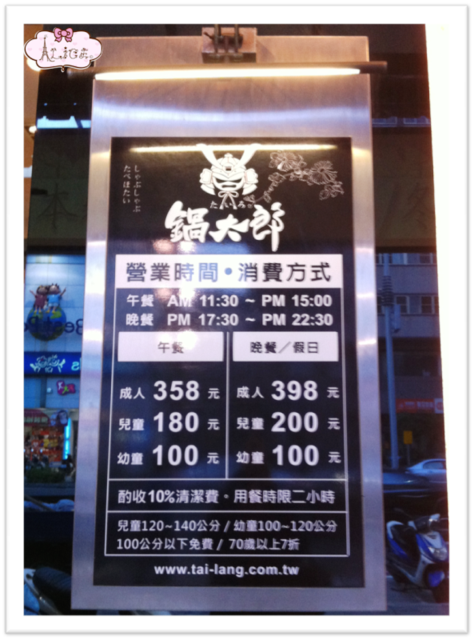 しゃぶしゃぶ
たべほたい
鍋太郎
營業時間・消費方式
午餐 AM 11:30 ~ PM 15:00
晚餐 PM 17:30 ~ PM 22:30
午餐
晚餐／假日
成人 358 元
成人 398 元
兒童 180 元
兒童 200 元
幼童 100 元
幼童 100 元
酌收10%清潔費・用餐時限二小時
兒童120~140公分 / 幼童100~120公分
100公分以下免費 / 70歲以上7折
www.tai-lang.com.tw